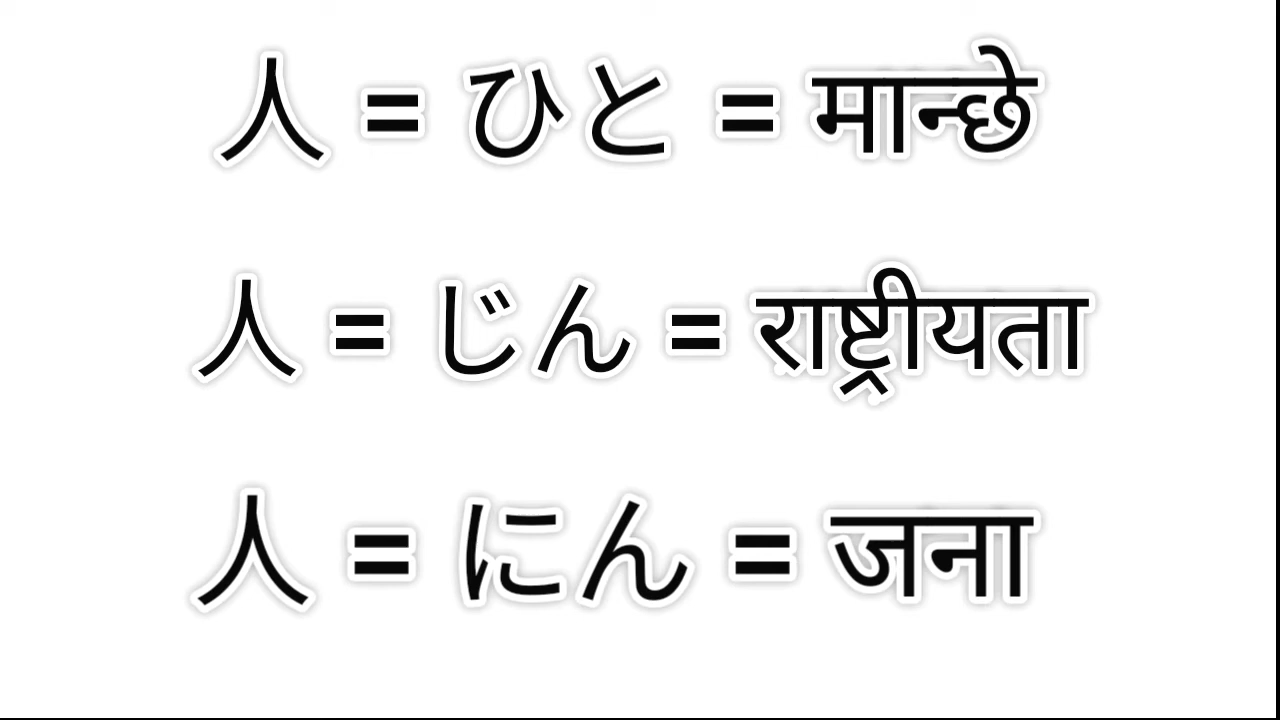 人 = ひと = मान्छे
人 = じん = राष्ट्रीयता
人 = にん = जना